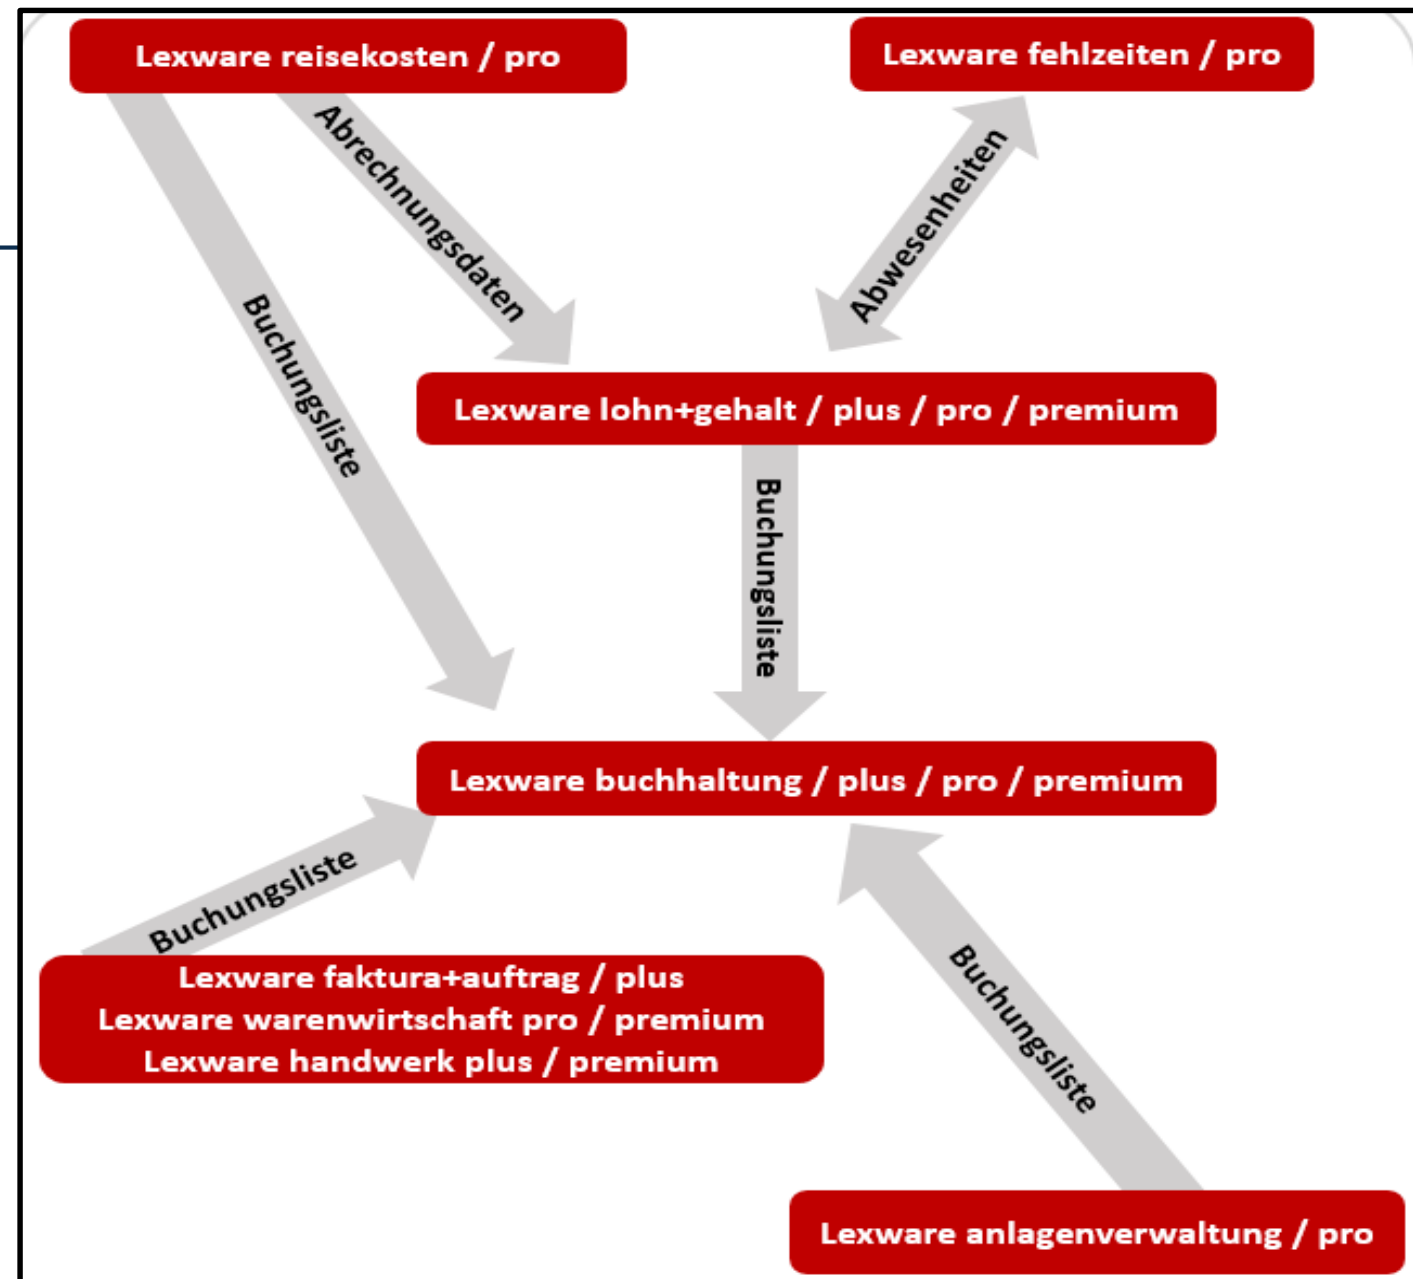 Lexware reisekosten / pro
Lexware fehlzeiten / pro
Abrechnungsdaten
Abwesenheiten
Buchungsliste
Lexware lohn+gehalt / plus / pro / premium
Buchungsliste
Lexware buchhaltung / plus / pro / premium
Buchungsliste
Lexware faktura+auftrag / plus
Lexware warenwirtschaft pro / premium
Lexware handwerk plus / premium
Buchungsliste
Lexware anlagenverwaltung / pro